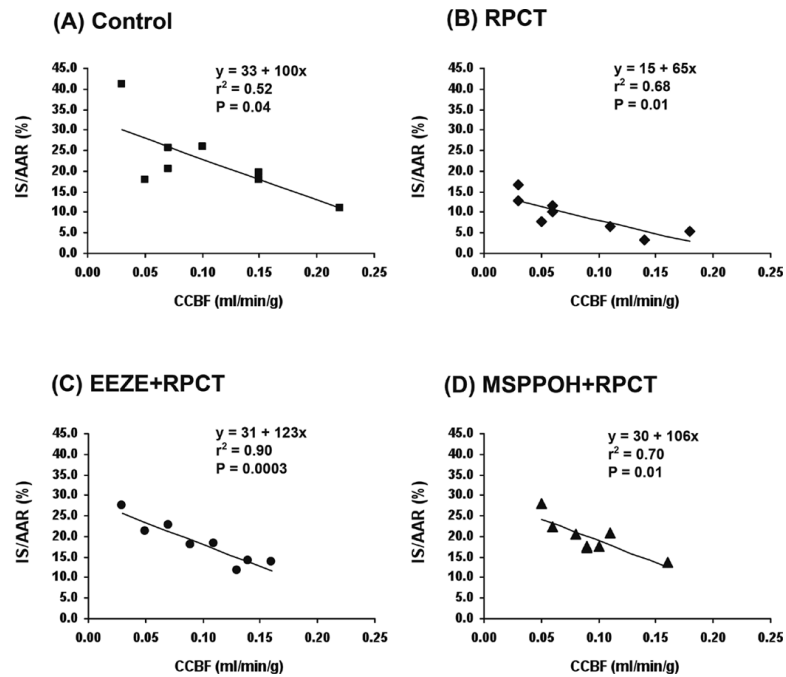 (A) Control
y = 33 + 100x
r² = 0.52
P = 0.04
IS/AAR (%)
45.0
40.0
35.0
30.0
25.0
20.0
15.0
10.0
5.0
0.0
0.00 0.05 0.10 0.15 0.20 0.25
CCBF (ml/min/g)
(B) RPCT
y = 15 + 65x
r² = 0.68
P = 0.01
IS/AAR (%)
45.0
40.0
35.0
30.0
25.0
20.0
15.0
10.0
5.0
0.0
0.00 0.05 0.10 0.15 0.20 0.25
CCBF (ml/min/g)
(C) EEZE+RPCT
y = 31 + 123x
r² = 0.90
P = 0.0003
IS/AAR (%)
45.0
40.0
35.0
30.0
25.0
20.0
15.0
10.0
5.0
0.0
0.00 0.05 0.10 0.15 0.20 0.25
CCBF (ml/min/g)
(D) MSPPOH+RPCT
y = 30 + 106x
r² = 0.70
P = 0.01
IS/AAR (%)
45.0
40.0
35.0
30.0
25.0
20.0
15.0
10.0
5.0
0.0
0.00 0.05 0.10 0.15 0.20 0.25
CCBF (ml/min/g)